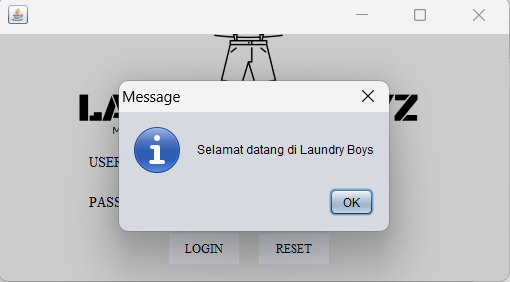 Message
Selamat datang di Laundry Boys
OK
LOGIN
RESET